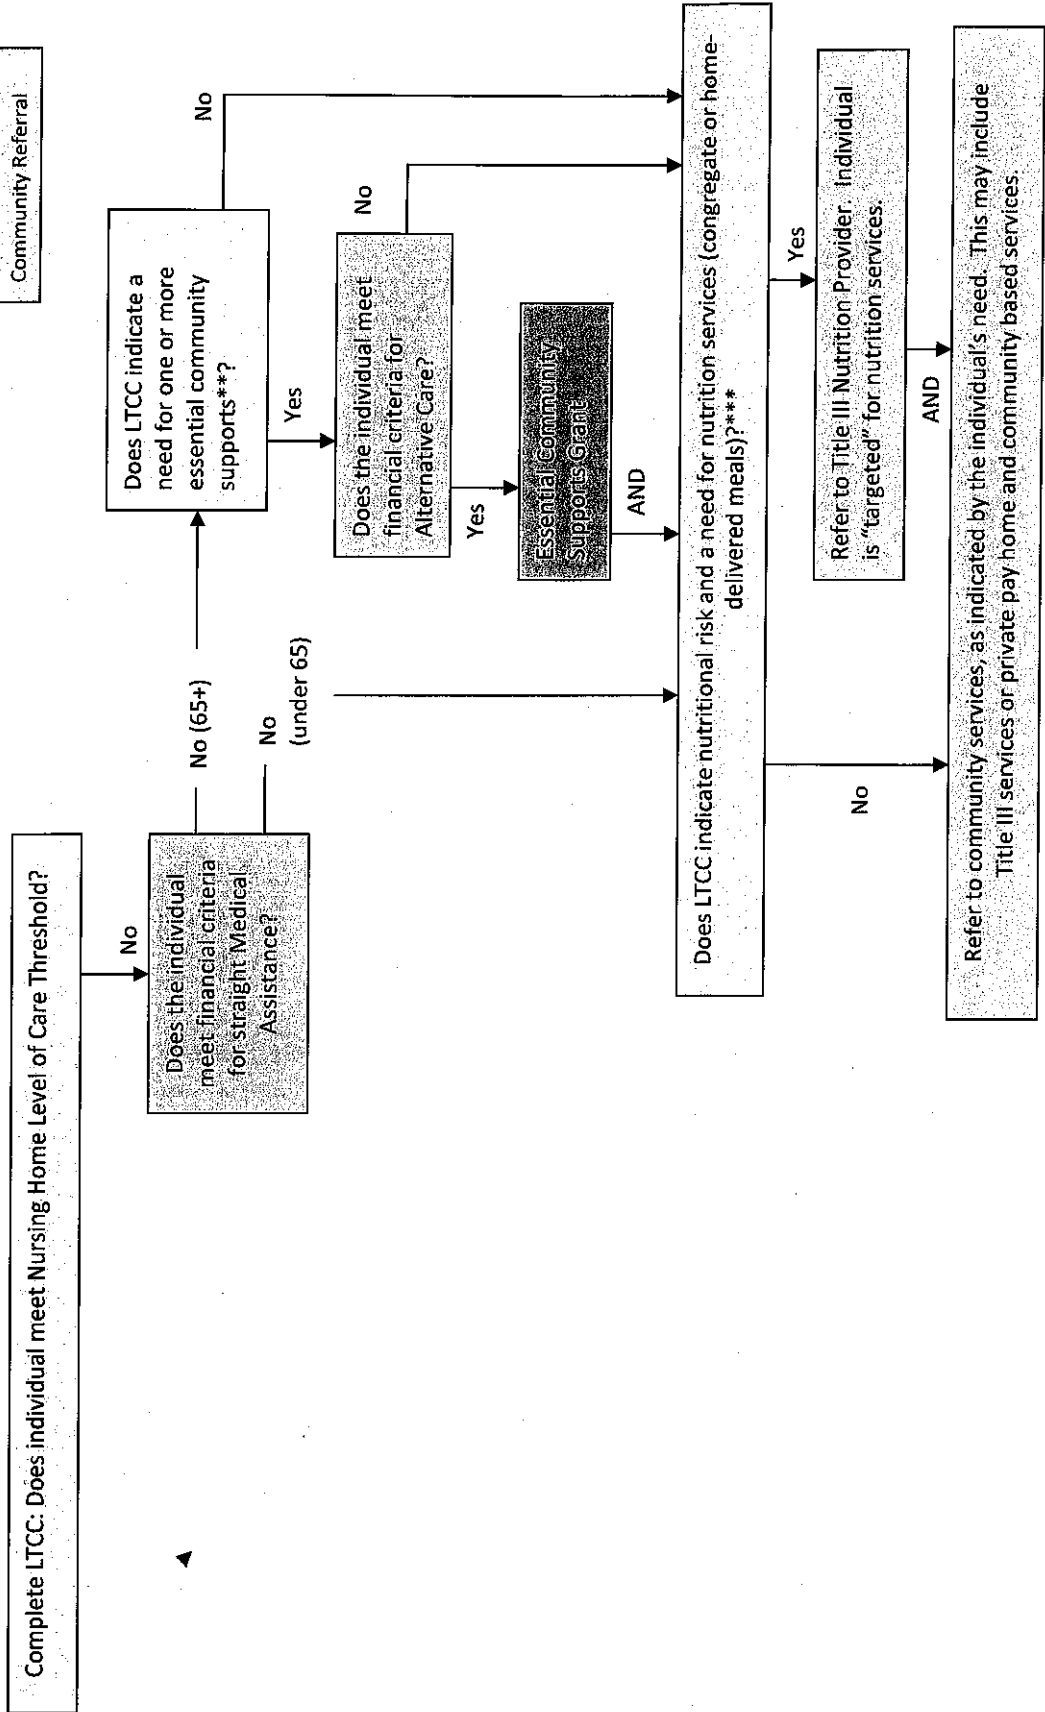 Community Referral
Complete LTCC: Does individual meet Nursing Home Level of Care Threshold?
No
Does the individual
meet financial criteria
for straight Medical
Assistance?
No (65+)
No
(under 65)
Does LTCC indicate a
need for one or more
essential community
supports**?
No
Yes
Does the individual meet
financial criteria for
Alternative Care?
No
Yes
Essential Community
Supports Grant
AND
Does LTCC indicate nutritional risk and a need for nutrition services (congregate or home-
delivered meals)?***
Yes
No
Refer to Title III Nutrition Provider. Individual
is "targeted" for nutrition services.
AND
Refer to community services, as indicated by the individual's need. This may include
Title III services or private pay home and community based services.